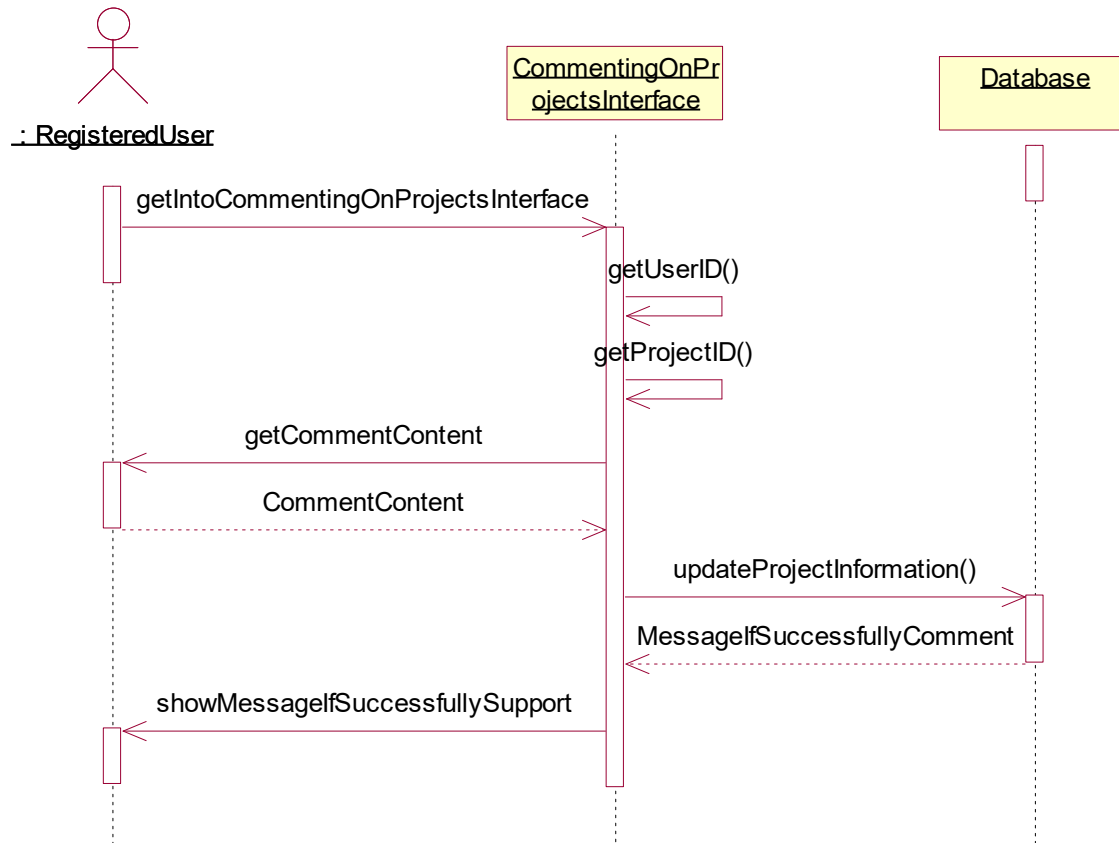 CommentingOnPr
ojectsInterface
Database
: RegisteredUser
getIntoCommentingOnProjectsInterface
getUserID()
getProjectID()
getCommentContent
CommentContent
updateProjectInformation()
MessageIfSuccessfullyComment
showMessageIfSuccessfullySupport